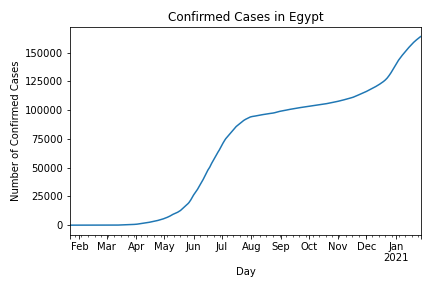 Confirmed Cases in Egypt
Number of Confirmed Cases
150000
125000
100000
75000
50000
25000
0
Feb Mar Apr May Jun Jul Aug Sep Oct Nov Dec Jan
2021
Day